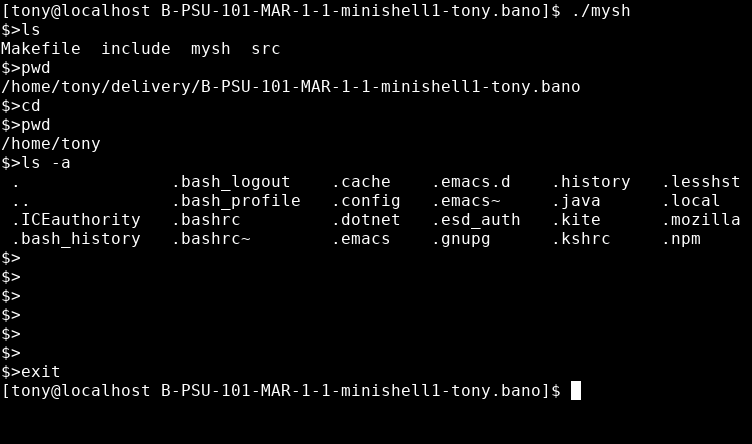 [tony@localhost B-PSU-101-MAR-1-1-minishell1-tony.bano]$ ./mysh
$>ls
Makefile  include  mysh  src
$>pwd
/home/tony/delivery/B-PSU-101-MAR-1-1-minishell1-tony.bano
$>cd
$>pwd
/home/tony
$>ls -a
 .               .bash_logout    .cache    .emacs.d    .history   .lesshst
 ..              .bash_profile   .config   .emacs~     .java      .local
 .ICEauthority   .bashrc         .dotnet   .esd_auth   .kite      .mozilla
 .bash_history   .bashrc~        .emacs    .gnupg      .kshrc     .npm
$>
$>
$>
$>
$>
$>
$>exit
[tony@localhost B-PSU-101-MAR-1-1-minishell1-tony.bano]$